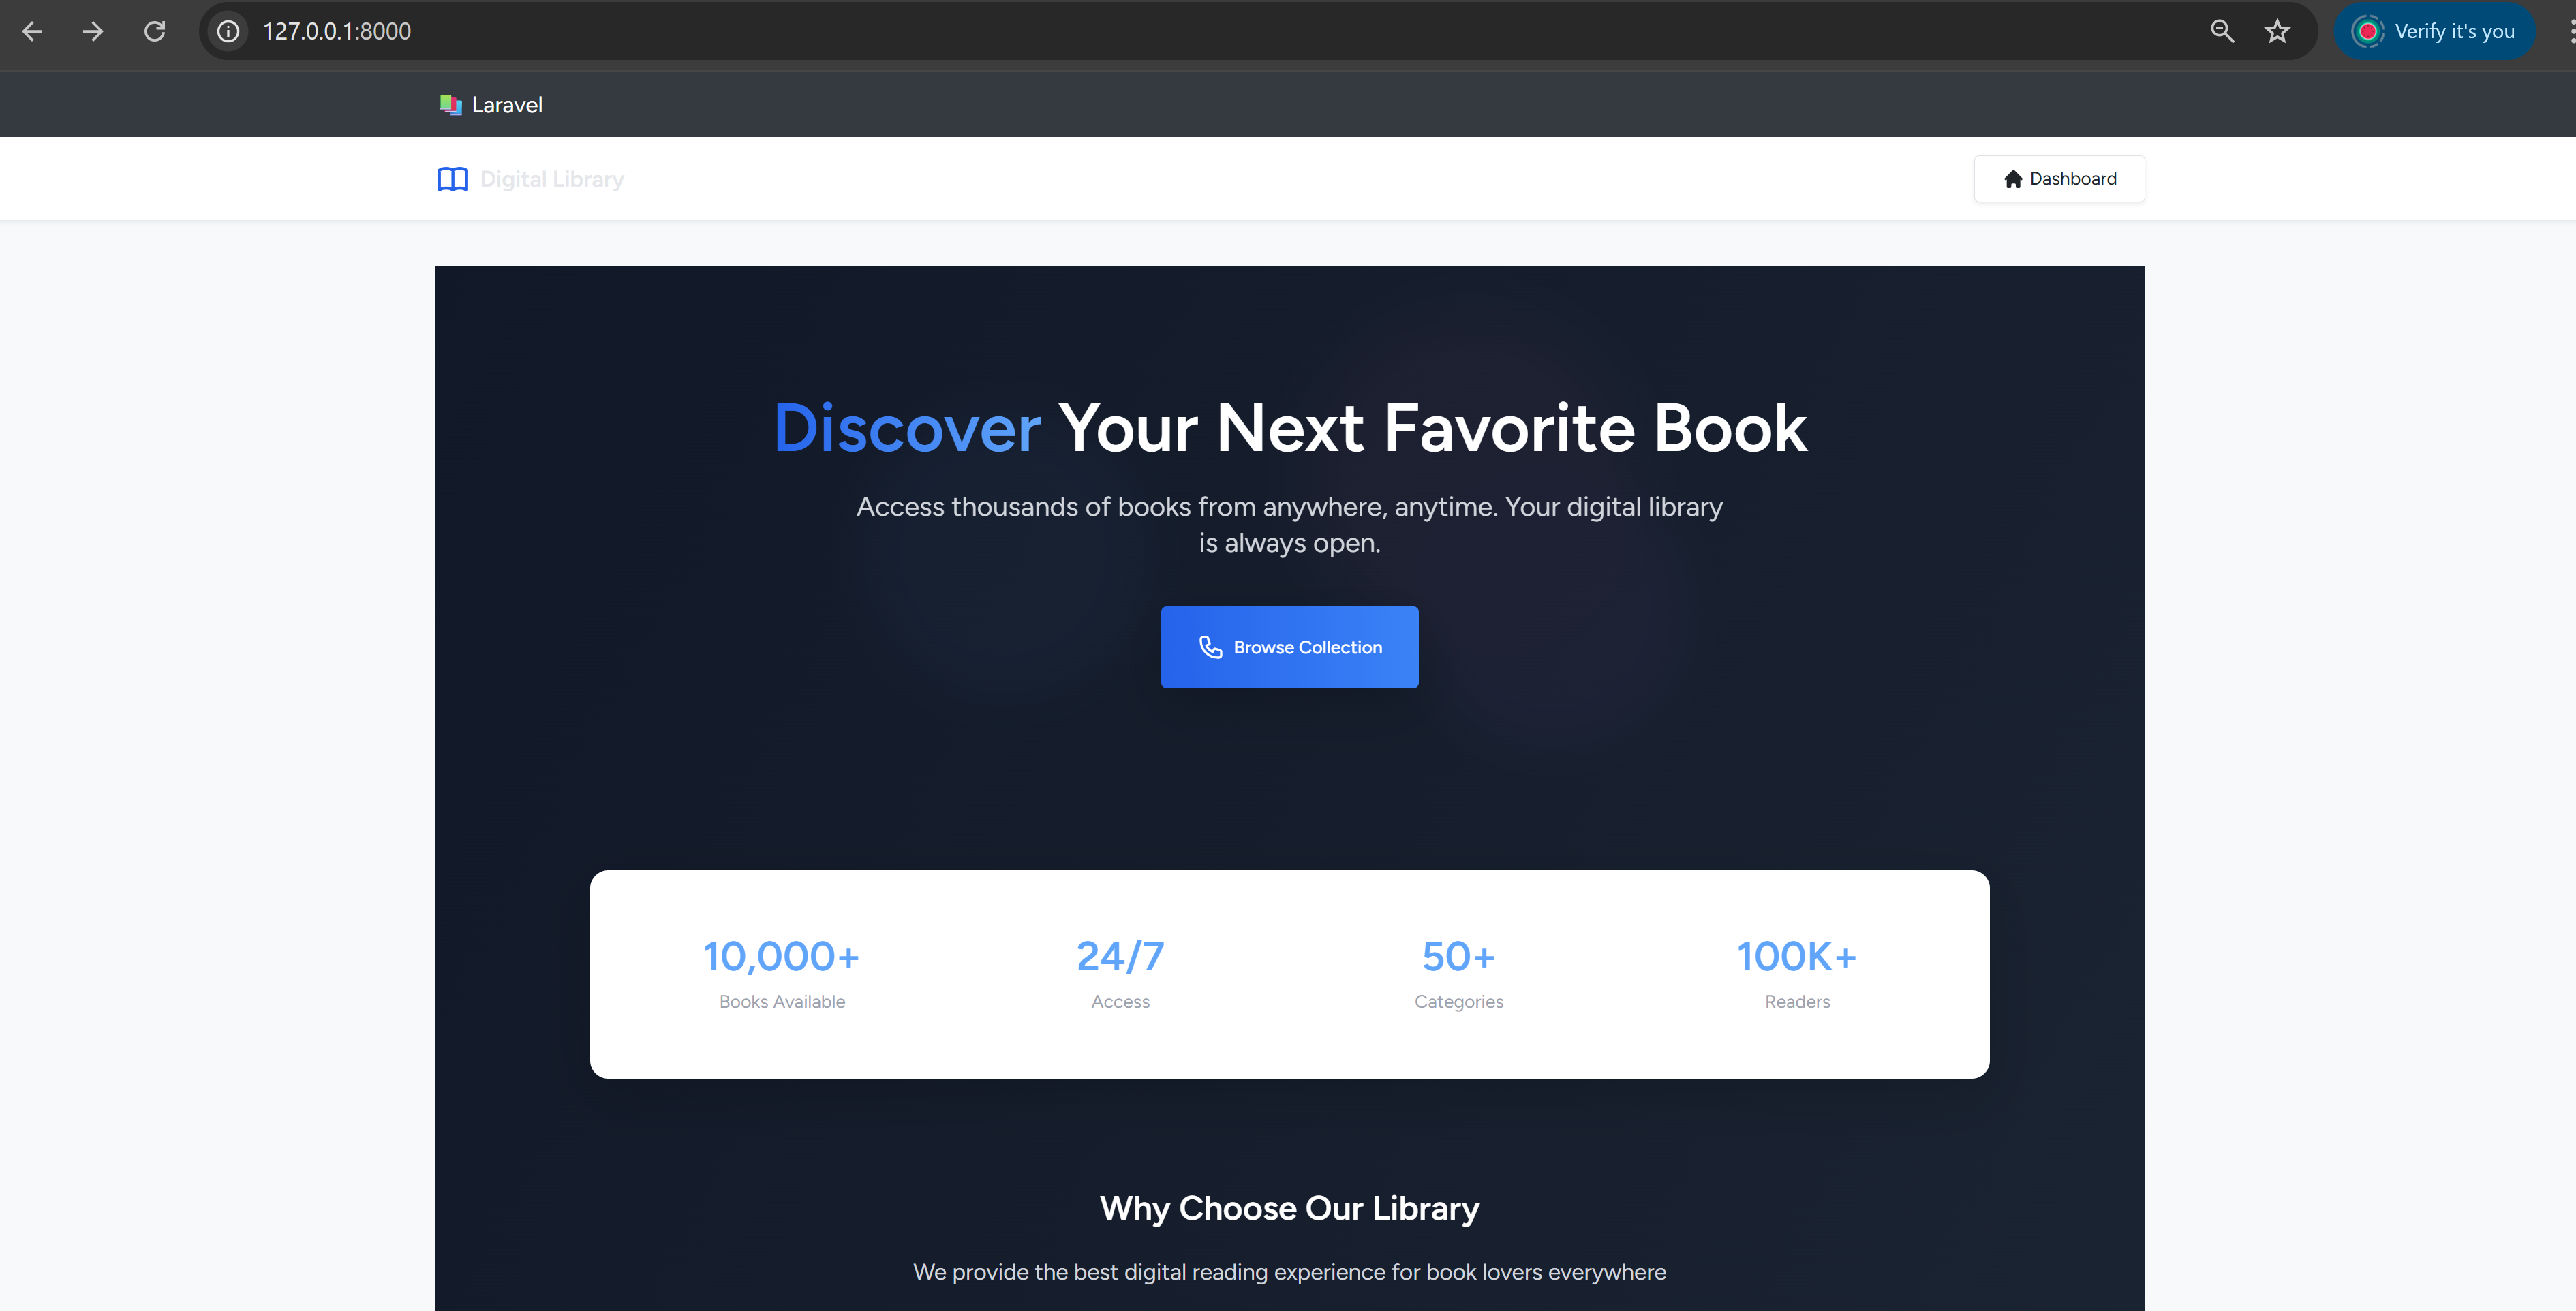 127.0.0.1:8000
Verify it's you
Laravel
Digital Library
Dashboard
Discover Your Next Favorite Book
Access thousands of books from anywhere, anytime. Your digital library
is always open.
Browse Collection
10,000+
Books Available
24/7
Access
50+
Categories
100K+
Readers
Why Choose Our Library
We provide the best digital reading experience for book lovers everywhere